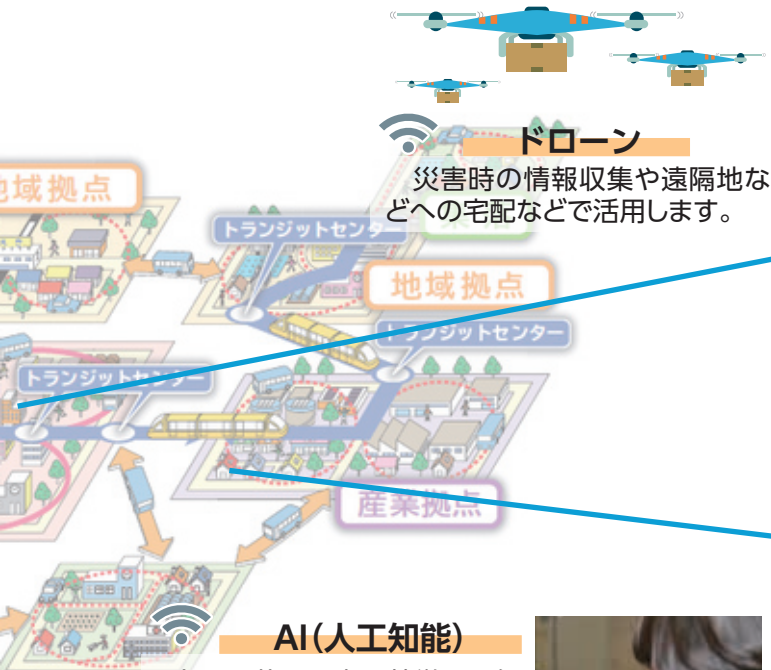 ドローン
災害時の情報収集や遠隔地な
どへの宅配などで活用します。
域拠点
トランジットセンター
地域拠点
トランジットセンター
トランジットセンター
産業拠点
AI(人工知能)